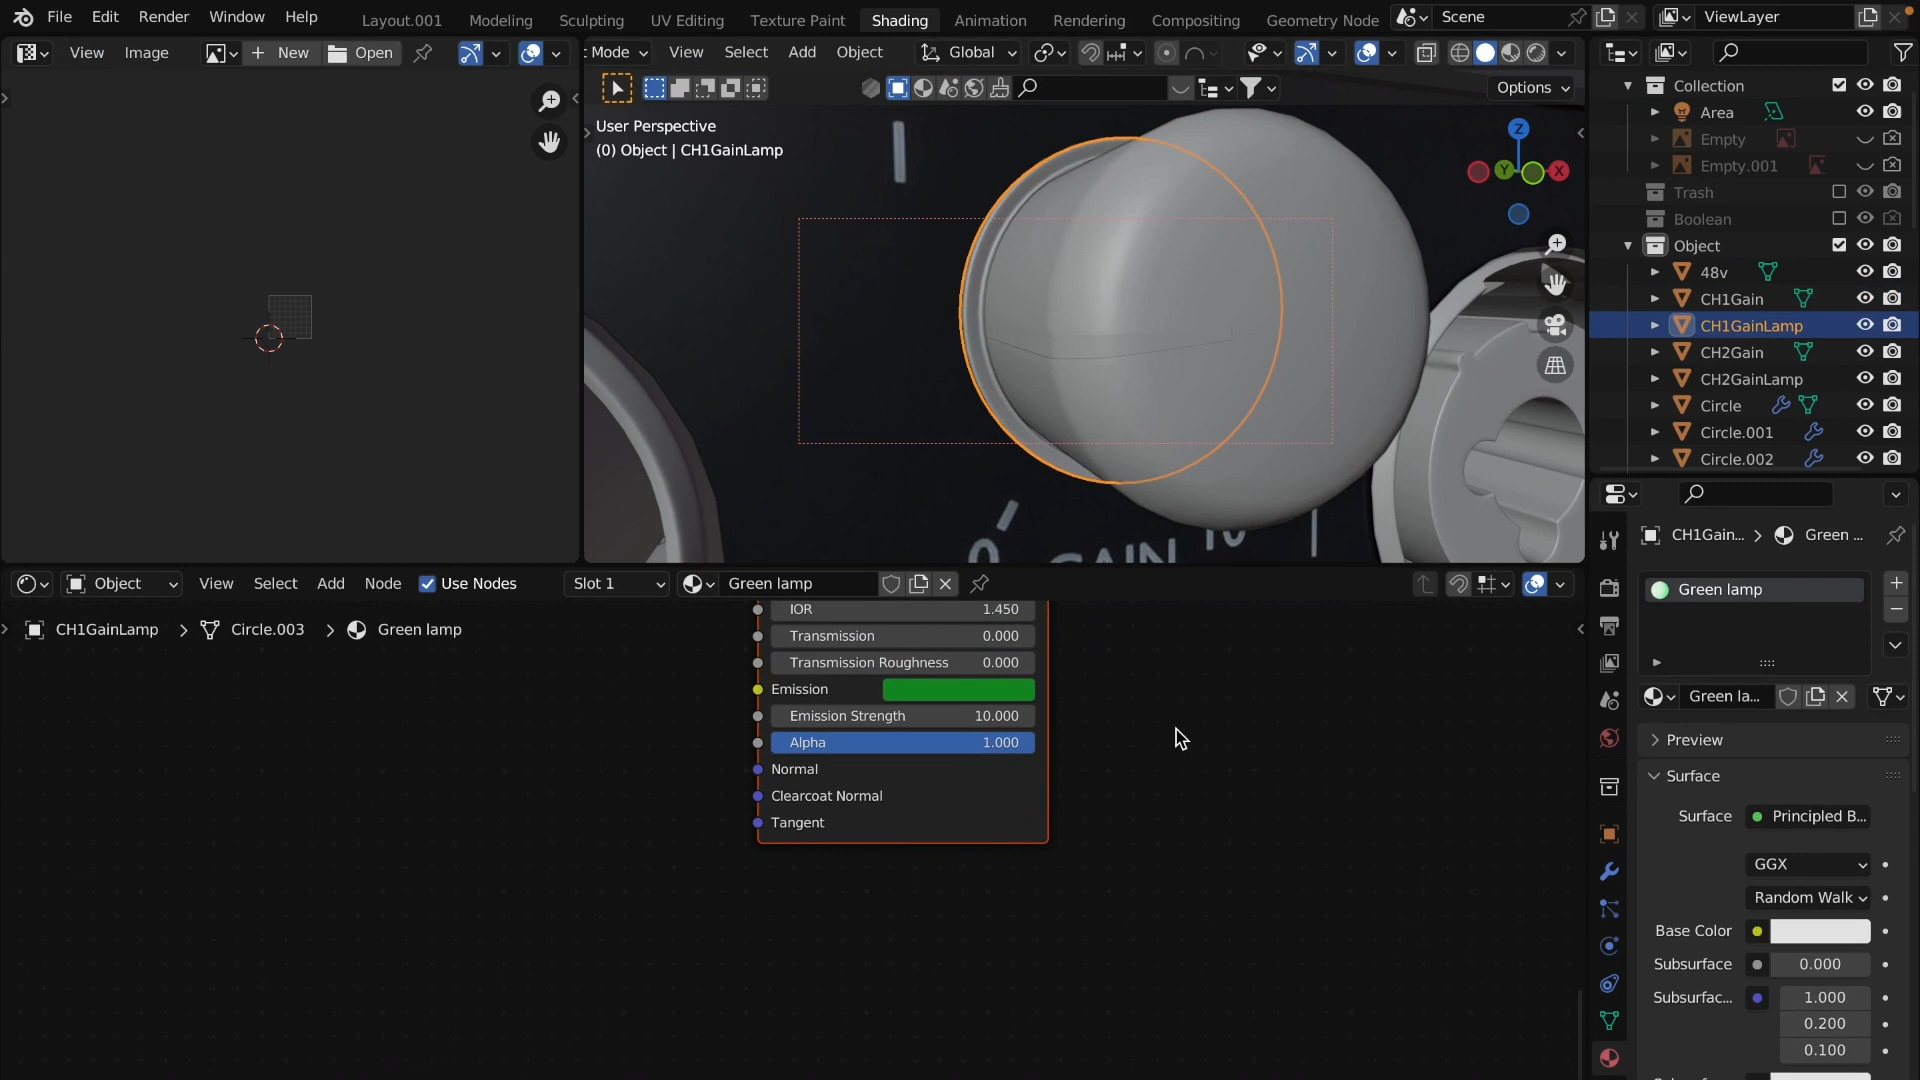 File Edit Render Window Help Layout.001 Modeling Sculpting UV Editing Texture Paint Shading Animation Rendering Compositing Geometry Node Scene ViewLayer
View Image New Open t Mode View Select Add Object Global
Options
User Perspective
(0) Object | CH1GainLamp
Z
Y
X
0
GAIN
10
Collection
Area
Empty
Empty.001
Trash
Boolean
Object
48v
CH1Gain
CH1GainLamp
CH2Gain
CH2GainLamp
Circle
Circle.001
Circle.002
Object View Select Add Node Use Nodes Slot 1 Green lamp
CH1GainLamp Circle.003 Green lamp
IOR 1.450
Transmission 0.000
Transmission Roughness 0.000
Emission
Emission Strength 10.000
Alpha 1.000
Normal
Clearcoat Normal
Tangent
CH1Gain... Green ...
Green lamp
Green la...
Preview
Surface
Surface Principled B...
GGX
Random Walk
Base Color
Subsurface 0.000
Subsurfac... 1.000
0.200
0.100